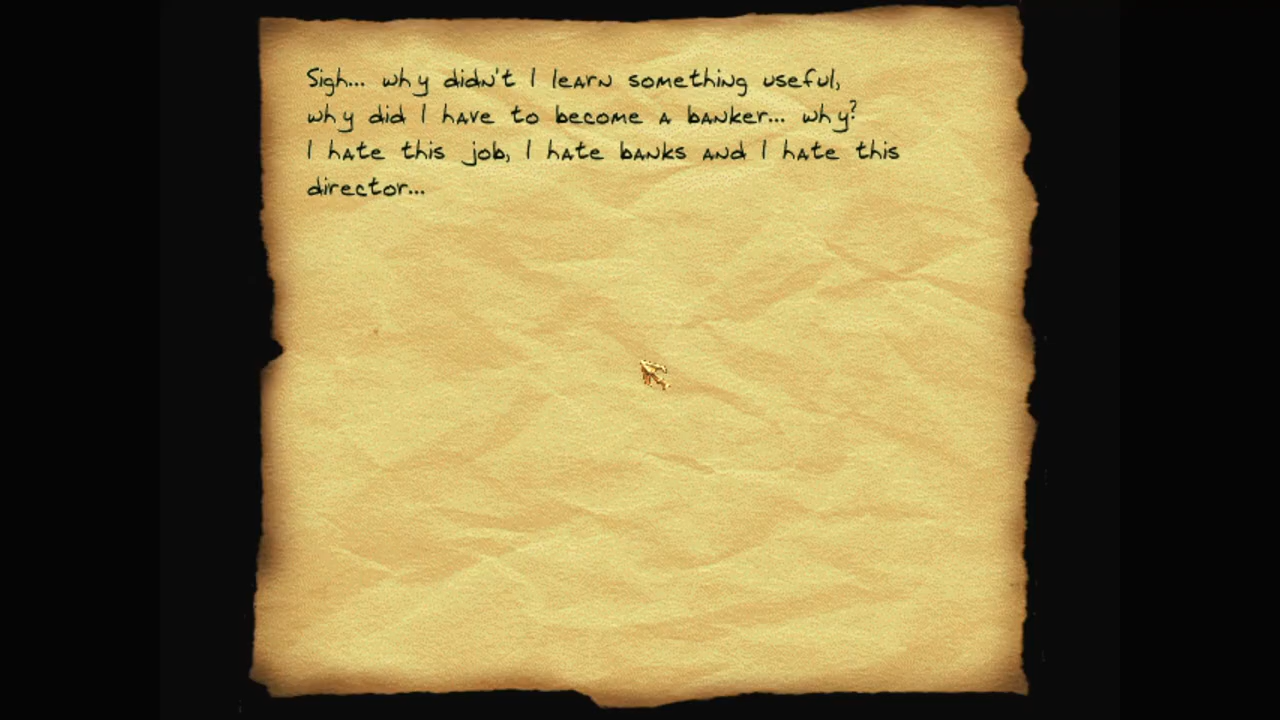 Sigh... why didn't I learn something useful,
why did I have to become a banker... why?
I hate this job, I hate banks and I hate this
director...